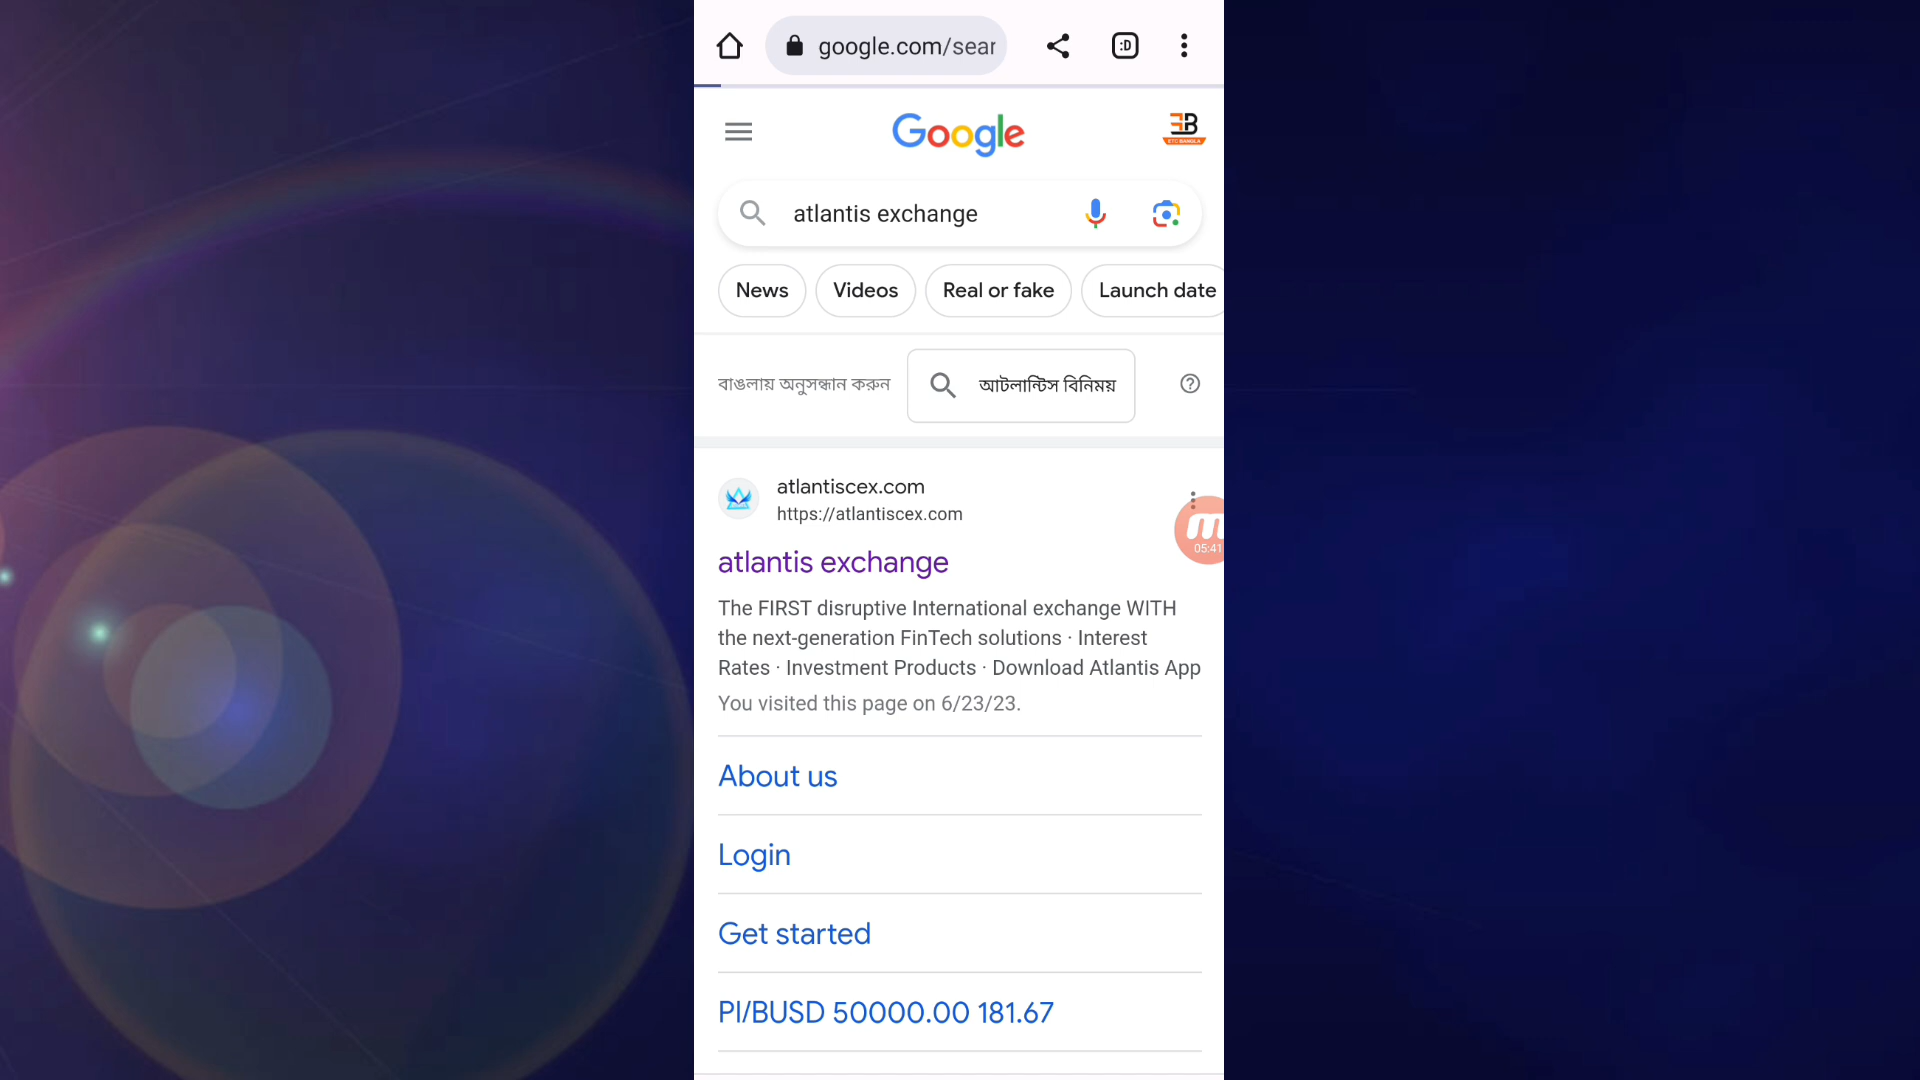 google.com/sear
:D
Google
3B
ETC BANGLA
atlantis exchange
News
Videos
Real or fake
Launch date
বাঙলায় অনুসন্ধান করুন
আটলান্টিস বিনিময়
atlantiscex.com
https://atlantiscex.com
05:41
atlantis exchange
The FIRST disruptive International exchange WITH
the next-generation FinTech solutions · Interest
Rates · Investment Products · Download Atlantis App
You visited this page on 6/23/23.
About us
Login
Get started
PI/BUSD 50000.00 181.67